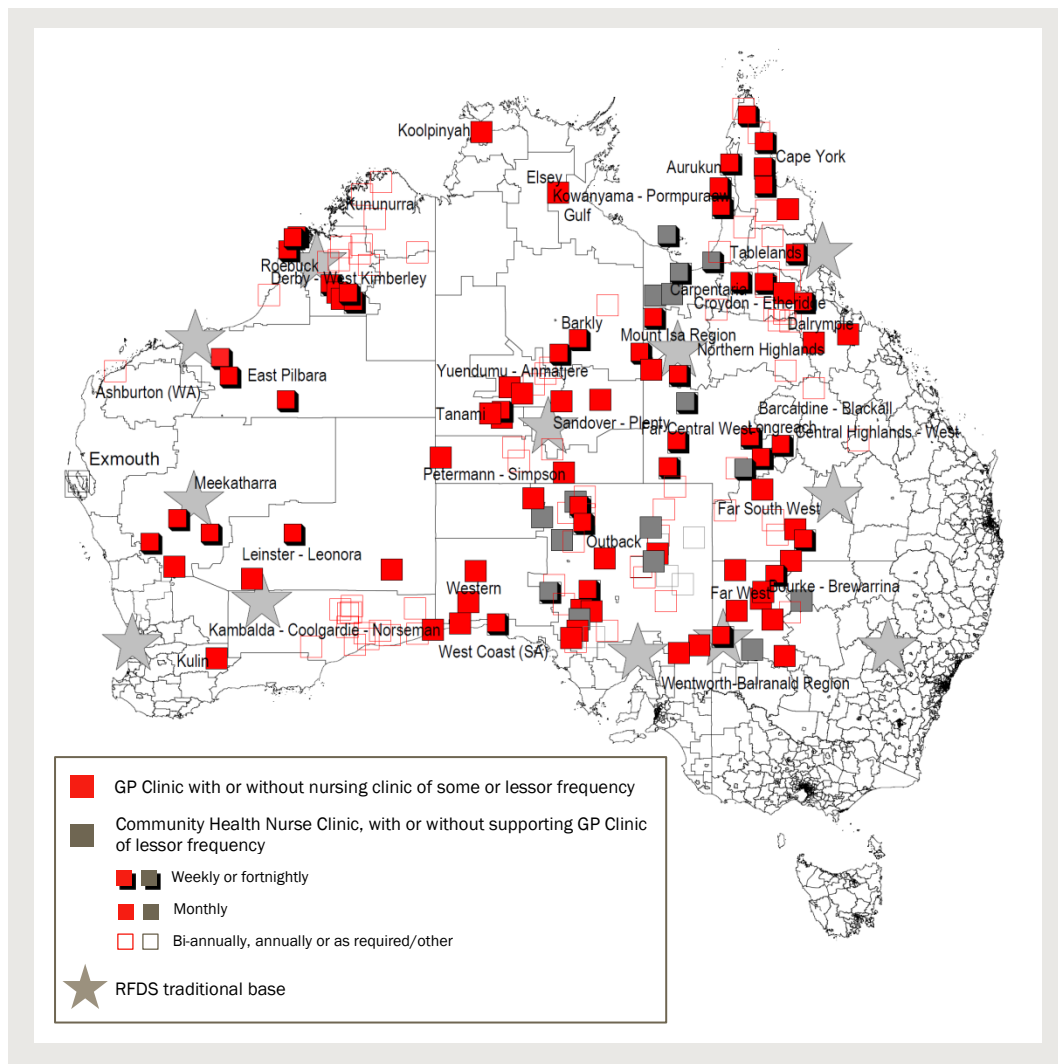 Koolpinyah
Cape York
Aurukun
Elsey
Kowanyama - Pormpuraaw
Kununurra
Gulf
Tablelands
Roebuck
Derby - West Kimberley
Carpentaria
Croydon - Etheridge
Dalrymple
Barkly
Mount Isa Region
Northern Highlands
Yuendumu - Anmatjere
East Pilbara
Ashburton (WA)
Barcaldine - Blackall
Tanami
Sandover - Plenty
Far Central West
ongreach
Central Highlands - West
Exmouth
Petermann - Simpson
Meekatharra
Far South West
Outback
Leinster - Leonora
Western
Far West
Bourke - Brewarrina
Kambalda - Coolgardie - Norseman
West Coast (SA)
Kulin
Wentworth-Balranald Region
GP Clinic with or without nursing clinic of some or lessor frequency
Community Health Nurse Clinic, with or without supporting GP Clinic
of lessor frequency
Weekly or fortnightly
Monthly
Bi-annually, annually or as required/other
RFDS traditional base